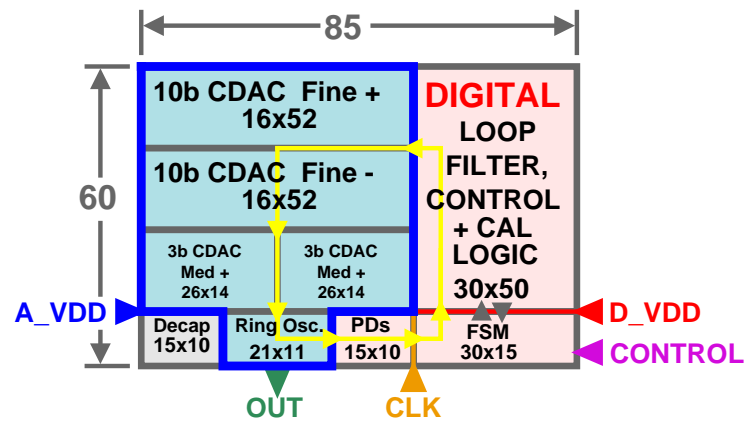 85
60
10b CDAC Fine +
16x52
10b CDAC Fine -
16x52
3b CDAC
Med +
26x14
3b CDAC
Med +
26x14
DIGITAL
LOOP
FILTER,
CONTROL
+ CAL
LOGIC
30x50
A_VDD
Decap
15x10
Ring Osc.
21x11
PDs
15x10
FSM
30x15
D_VDD
CONTROL
OUT
CLK